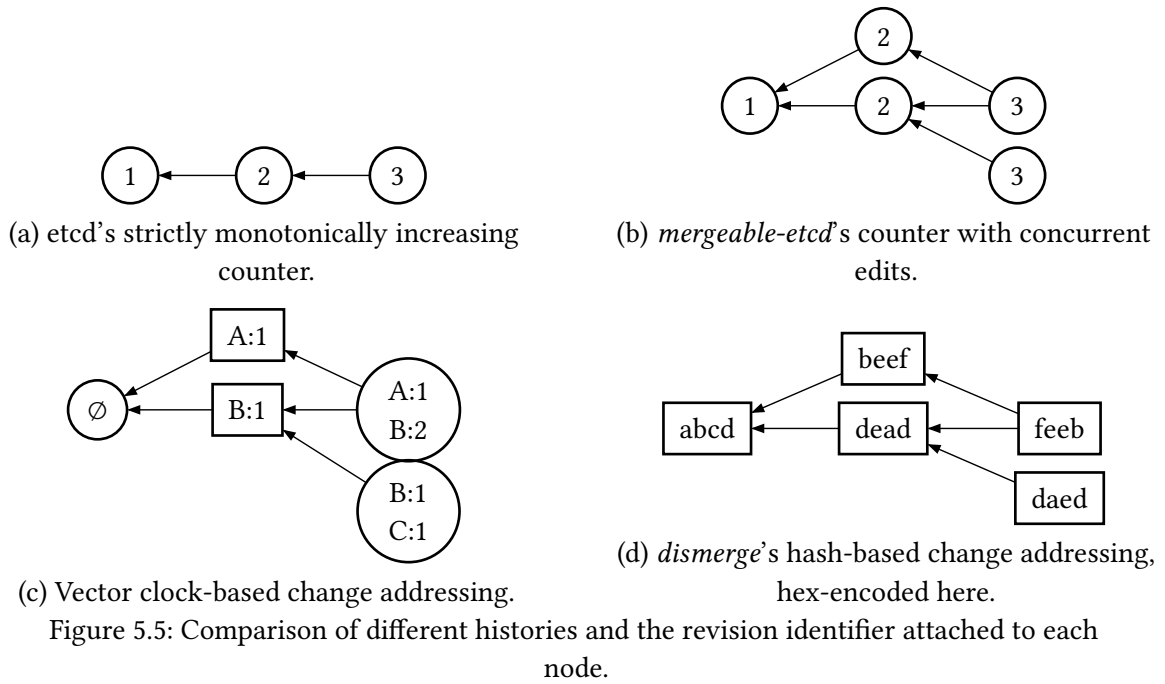 1
2
3
(a) etcd's strictly monotonically increasing
counter.
2
1
2
3
3
(b) mergeable-etcd's counter with concurrent
edits.
A:1
∅
B:1
A:1
B:2
B:1
C:1
(c) Vector clock-based change addressing.
beef
abcd
dead
feeb
daed
(d) dismerge's hash-based change addressing,
hex-encoded here.
Figure 5.5: Comparison of different histories and the revision identifier attached to each
node.